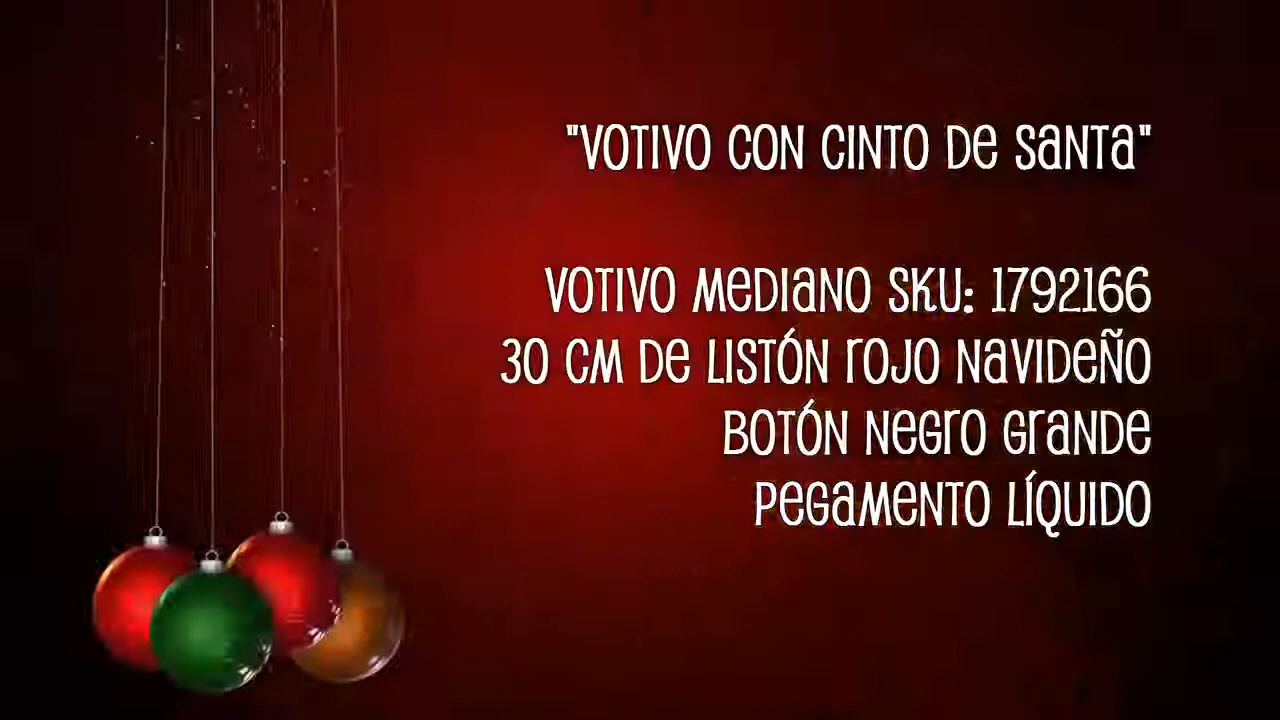 "VOTIVO CON CINTO DE SANTA"
VOTIVO MEDIANO SKU: 1792166
30 CM DE LISTÓN ROJO NAVIDEÑO
BOTÓN NEGRO GRANDE
PEGAMENTO LÍQUIDO